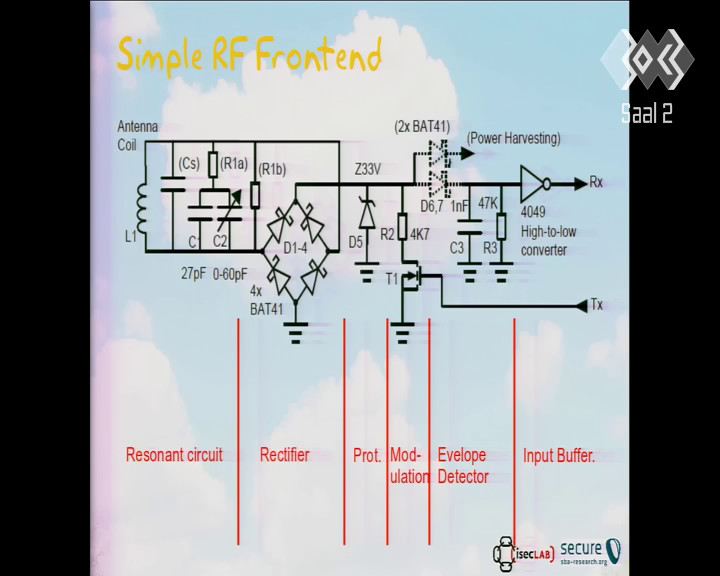 Simple RF Frontend
Saal 2
Antenna
Coil
(2x BAT41)
(Power Harvesting)
(Cs)
(R1a)
(R1b)
Z33V
Rx
D6,7
1nF
47K
4049
High-to-low
converter
L1
C1
C2
D1-4
D5
R2
4K7
C3
R3
27pF
0-60pF
4x
BAT41
T1
Tx
Resonant circuit
Rectifier
Prot.
Mod-
ulation
Evelope
Detector
Input Buffer.
isecLAB
secure
sba-research.org